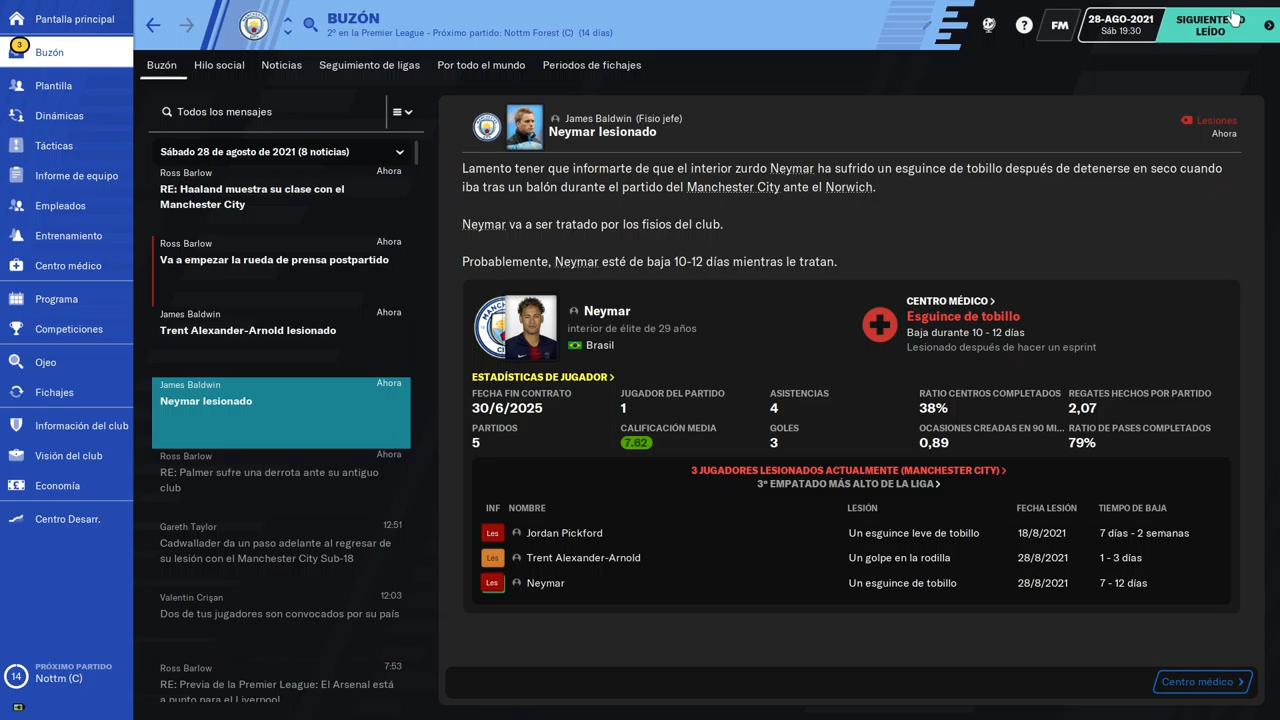 Pantalla principal
3
Buzón
Plantilla
Dinámicas
Tácticas
Informe de equipo
Empleados
Entrenamiento
Centro médico
Programa
Competiciones
Ojeo
Fichajes
Información del club
Visión del club
Economía
Centro Desarr.
14
PRÓXIMO PARTIDO
Nottm (C)
BUZÓN
2º en la Premier League - Próximo partido: Nottm Forest (C) (14 días)
?
FM
28-AGO-2021
Sáb 19:30
SIGUIENTE
LEÍDO
Buzón
Hilo social
Noticias
Seguimiento de ligas
Por todo el mundo
Periodos de fichajes
Todos los mensajes
Sábado 28 de agosto de 2021 (8 noticias)
Ross Barlow Ahora
RE: Haaland muestra su clase con el
Manchester City
Ross Barlow Ahora
Va a empezar la rueda de prensa postpartido
James Baldwin Ahora
Trent Alexander-Arnold lesionado
James Baldwin Ahora
Neymar lesionado
Ross Barlow Ahora
RE: Palmer sufre una derrota ante su antiguo
club
Gareth Taylor 12:51
Cadwallader da un paso adelante al regresar de
su lesión con el Manchester City Sub-18
Valentin Crişan 12:03
Dos de tus jugadores son convocados por su país
Ross Barlow 7:53
RE: Previa de la Premier League: El Arsenal está
a punto para el Liverpool
James Baldwin (Fisio jefe)
Neymar lesionado
Lesiones
Ahora
Lamento tener que informarte de que el interior zurdo Neymar ha sufrido un esguince de tobillo después de detenerse en seco cuando
iba tras un balón durante el partido del Manchester City ante el Norwich.
Neymar va a ser tratado por los fisios del club.
Probablemente, Neymar esté de baja 10-12 días mientras le tratan.
Neymar
interior de élite de 29 años
Brasil
CENTRO MÉDICO >
Esguince de tobillo
Baja durante 10 - 12 días
Lesionado después de hacer un esprint
ESTADÍSTICAS DE JUGADOR >
FECHA FIN CONTRATO JUGADOR DEL PARTIDO ASISTENCIAS RATIO CENTROS COMPLETADOS REGATES HECHOS POR PARTIDO
30/6/2025 1 4 38% 2,07
PARTIDOS CALIFICACIÓN MEDIA GOLES OCASIONES CREADAS EN 90 MI... RATIO DE PASES COMPLETADOS
5 7.62 3 0,89 79%
3 JUGADORES LESIONADOS ACTUALMENTE (MANCHESTER CITY) >
3º EMPATADO MÁS ALTO DE LA LIGA >
INF NOMBRE LESIÓN FECHA LESIÓN TIEMPO DE BAJA
Les Jordan Pickford Un esguince leve de tobillo 18/8/2021 7 días - 2 semanas
Les Trent Alexander-Arnold Un golpe en la rodilla 28/8/2021 1 - 3 días
Les Neymar Un esguince de tobillo 28/8/2021 7 - 12 días
Centro médico >